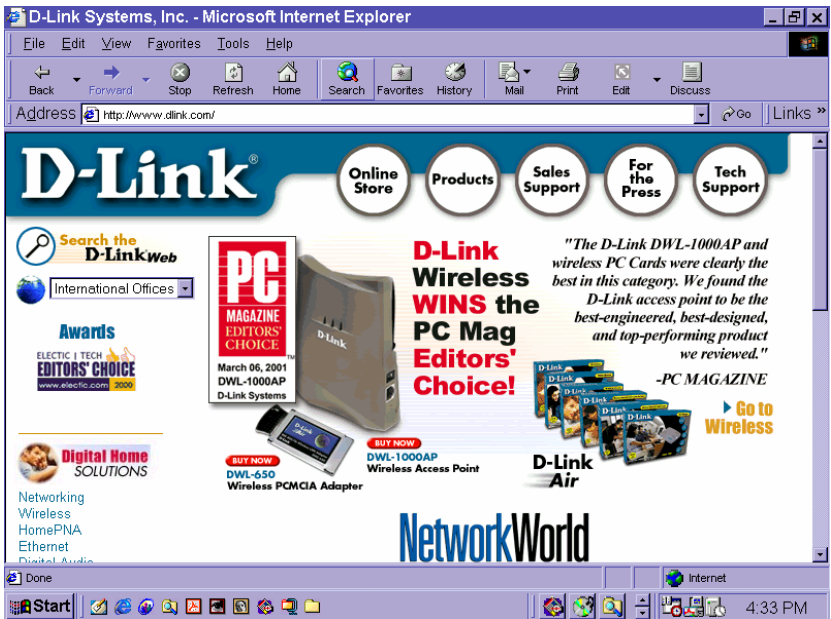 D-Link Systems, Inc. - Microsoft Internet Explorer
File Edit View Favorites Tools Help
Back Forward Stop Refresh Home Search Favorites History Mail Print Edit Discuss
Address http://www.dlink.com/ Go Links »
D-Link®
Online Store
Products
Sales Support
For the Press
Tech Support
Search the
D-Link Web
International Offices
Awards
ELECTIC | TECH
EDITORS' CHOICE
www.electic.com 2000
Digital Home
SOLUTIONS
Networking
Wireless
HomePNA
Ethernet
Digital Audio
PC
MAGAZINE
EDITORS'
CHOICE
TM
March 06, 2001
DWL-1000AP
D-Link Systems
D-Link
D-Link
Wireless
WINS the
PC Mag
Editors'
Choice!
"The D-Link DWL-1000AP and
wireless PC Cards were clearly the
best in this category. We found the
D-Link access point to be the
best-engineered, best-designed,
and top-performing product
we reviewed."
-PC MAGAZINE
Go to
Wireless
BUY NOW
DWL-650
Wireless PCMCIA Adapter
BUY NOW
DWL-1000AP
Wireless Access Point
D-Link
Air
NetworkWorld
Done Internet
Start 4:33 PM